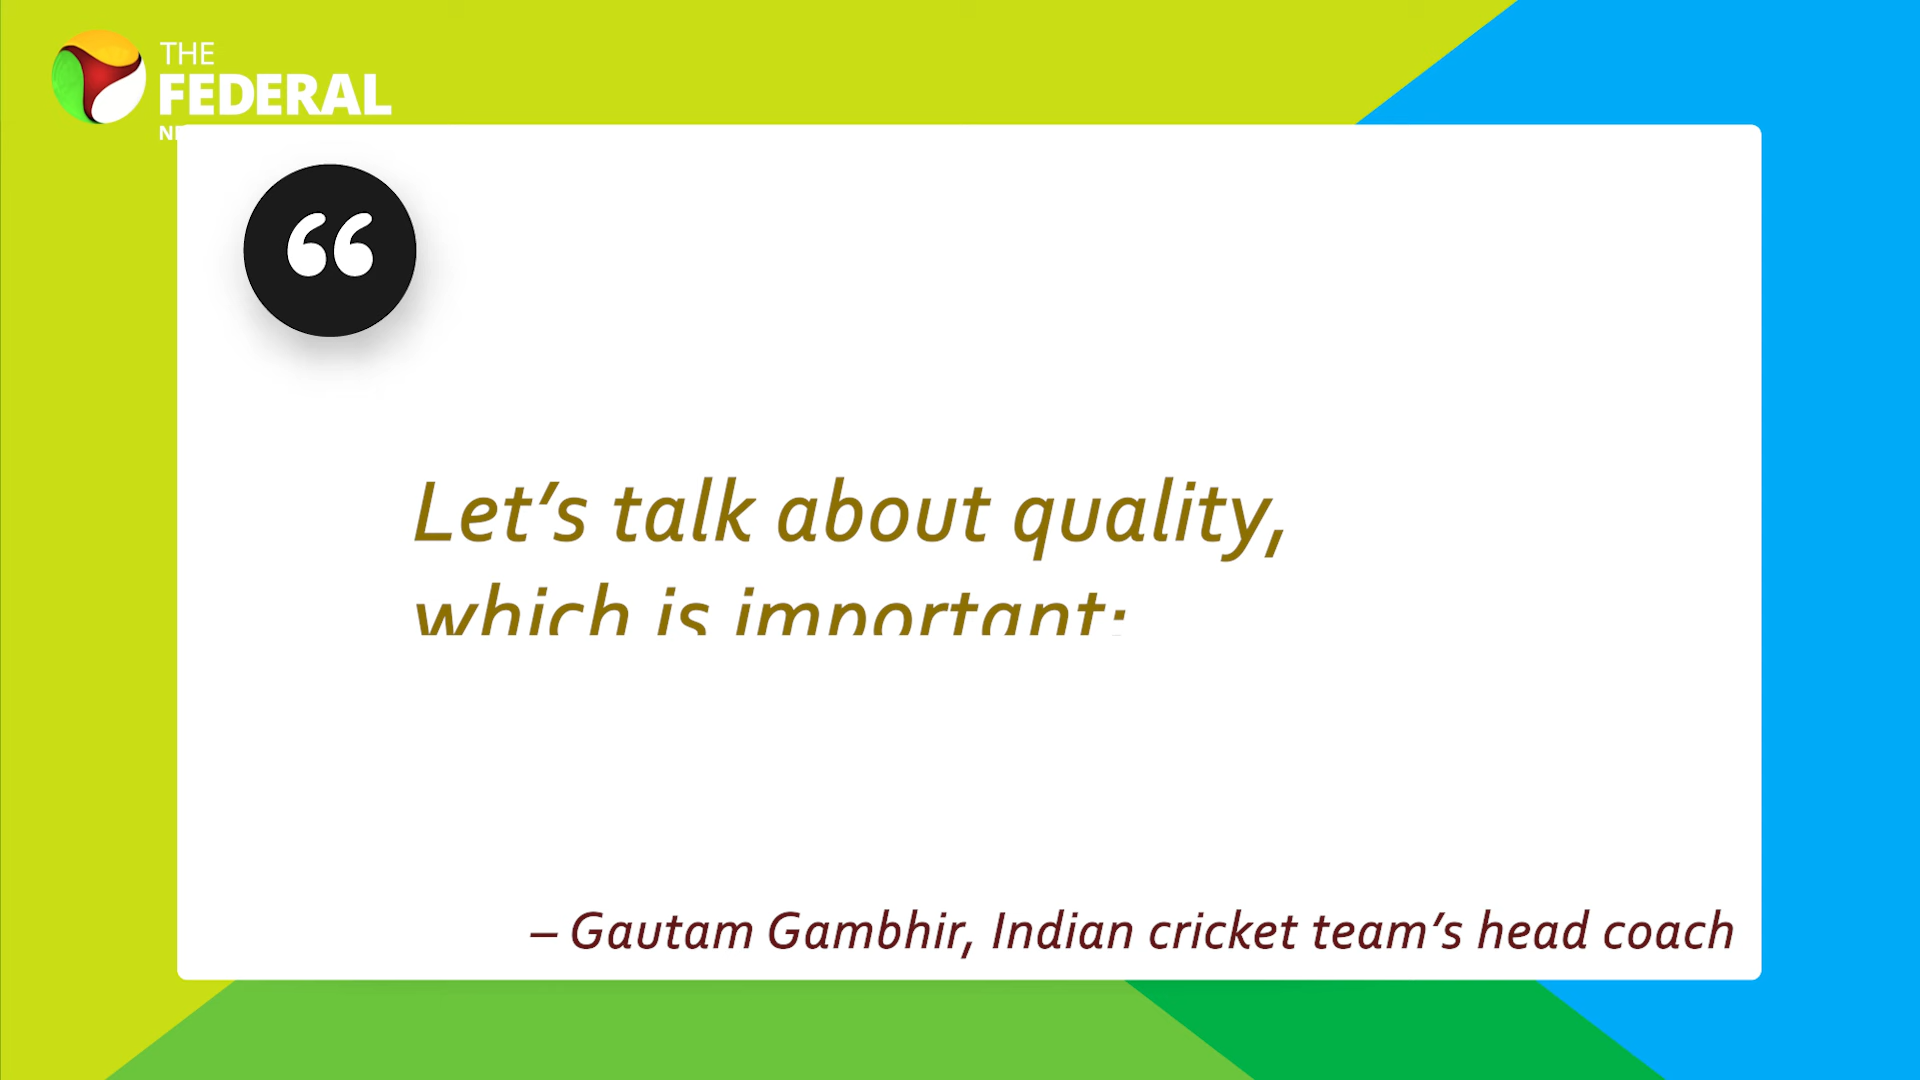 THE
FEDERAL
Let’s talk about quality,
which is important;
– Gautam Gambhir, Indian cricket team’s head coach